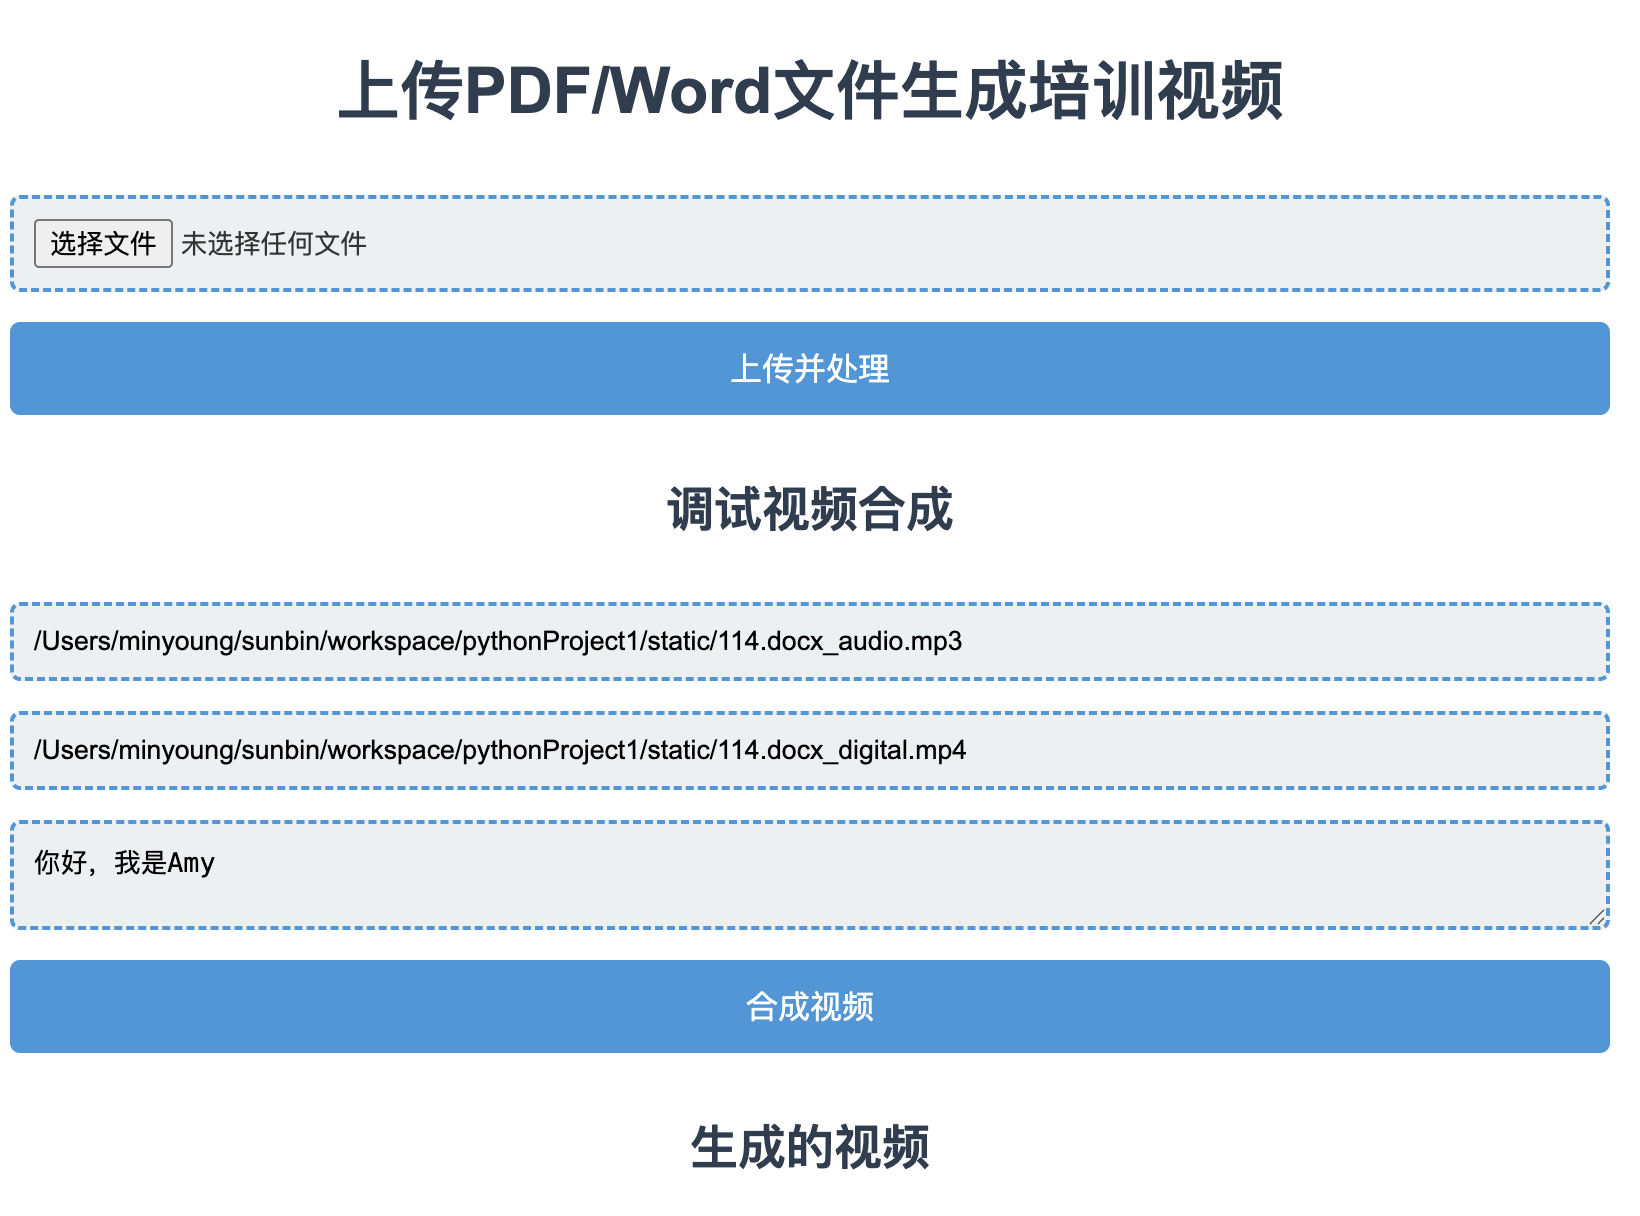 上传PDF/Word文件生成培训视频
选择文件 未选择任何文件
上传并处理
调试视频合成
/Users/minyoung/sunbin/workspace/pythonProject1/static/114.docx_audio.mp3
/Users/minyoung/sunbin/workspace/pythonProject1/static/114.docx_digital.mp4
你好，我是Amy
合成视频
生成的视频